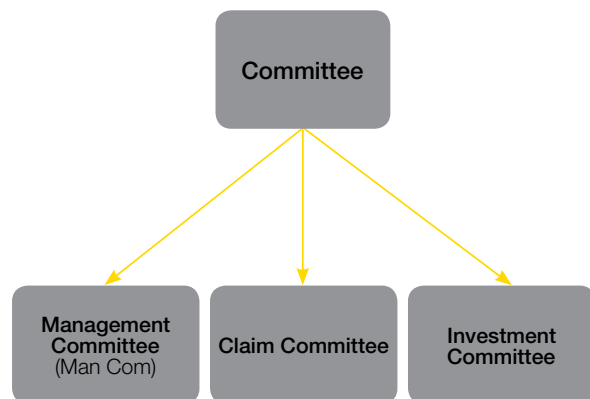 Committee
Management
Committee
(Man Com)
Claim Committee
Investment
Committee